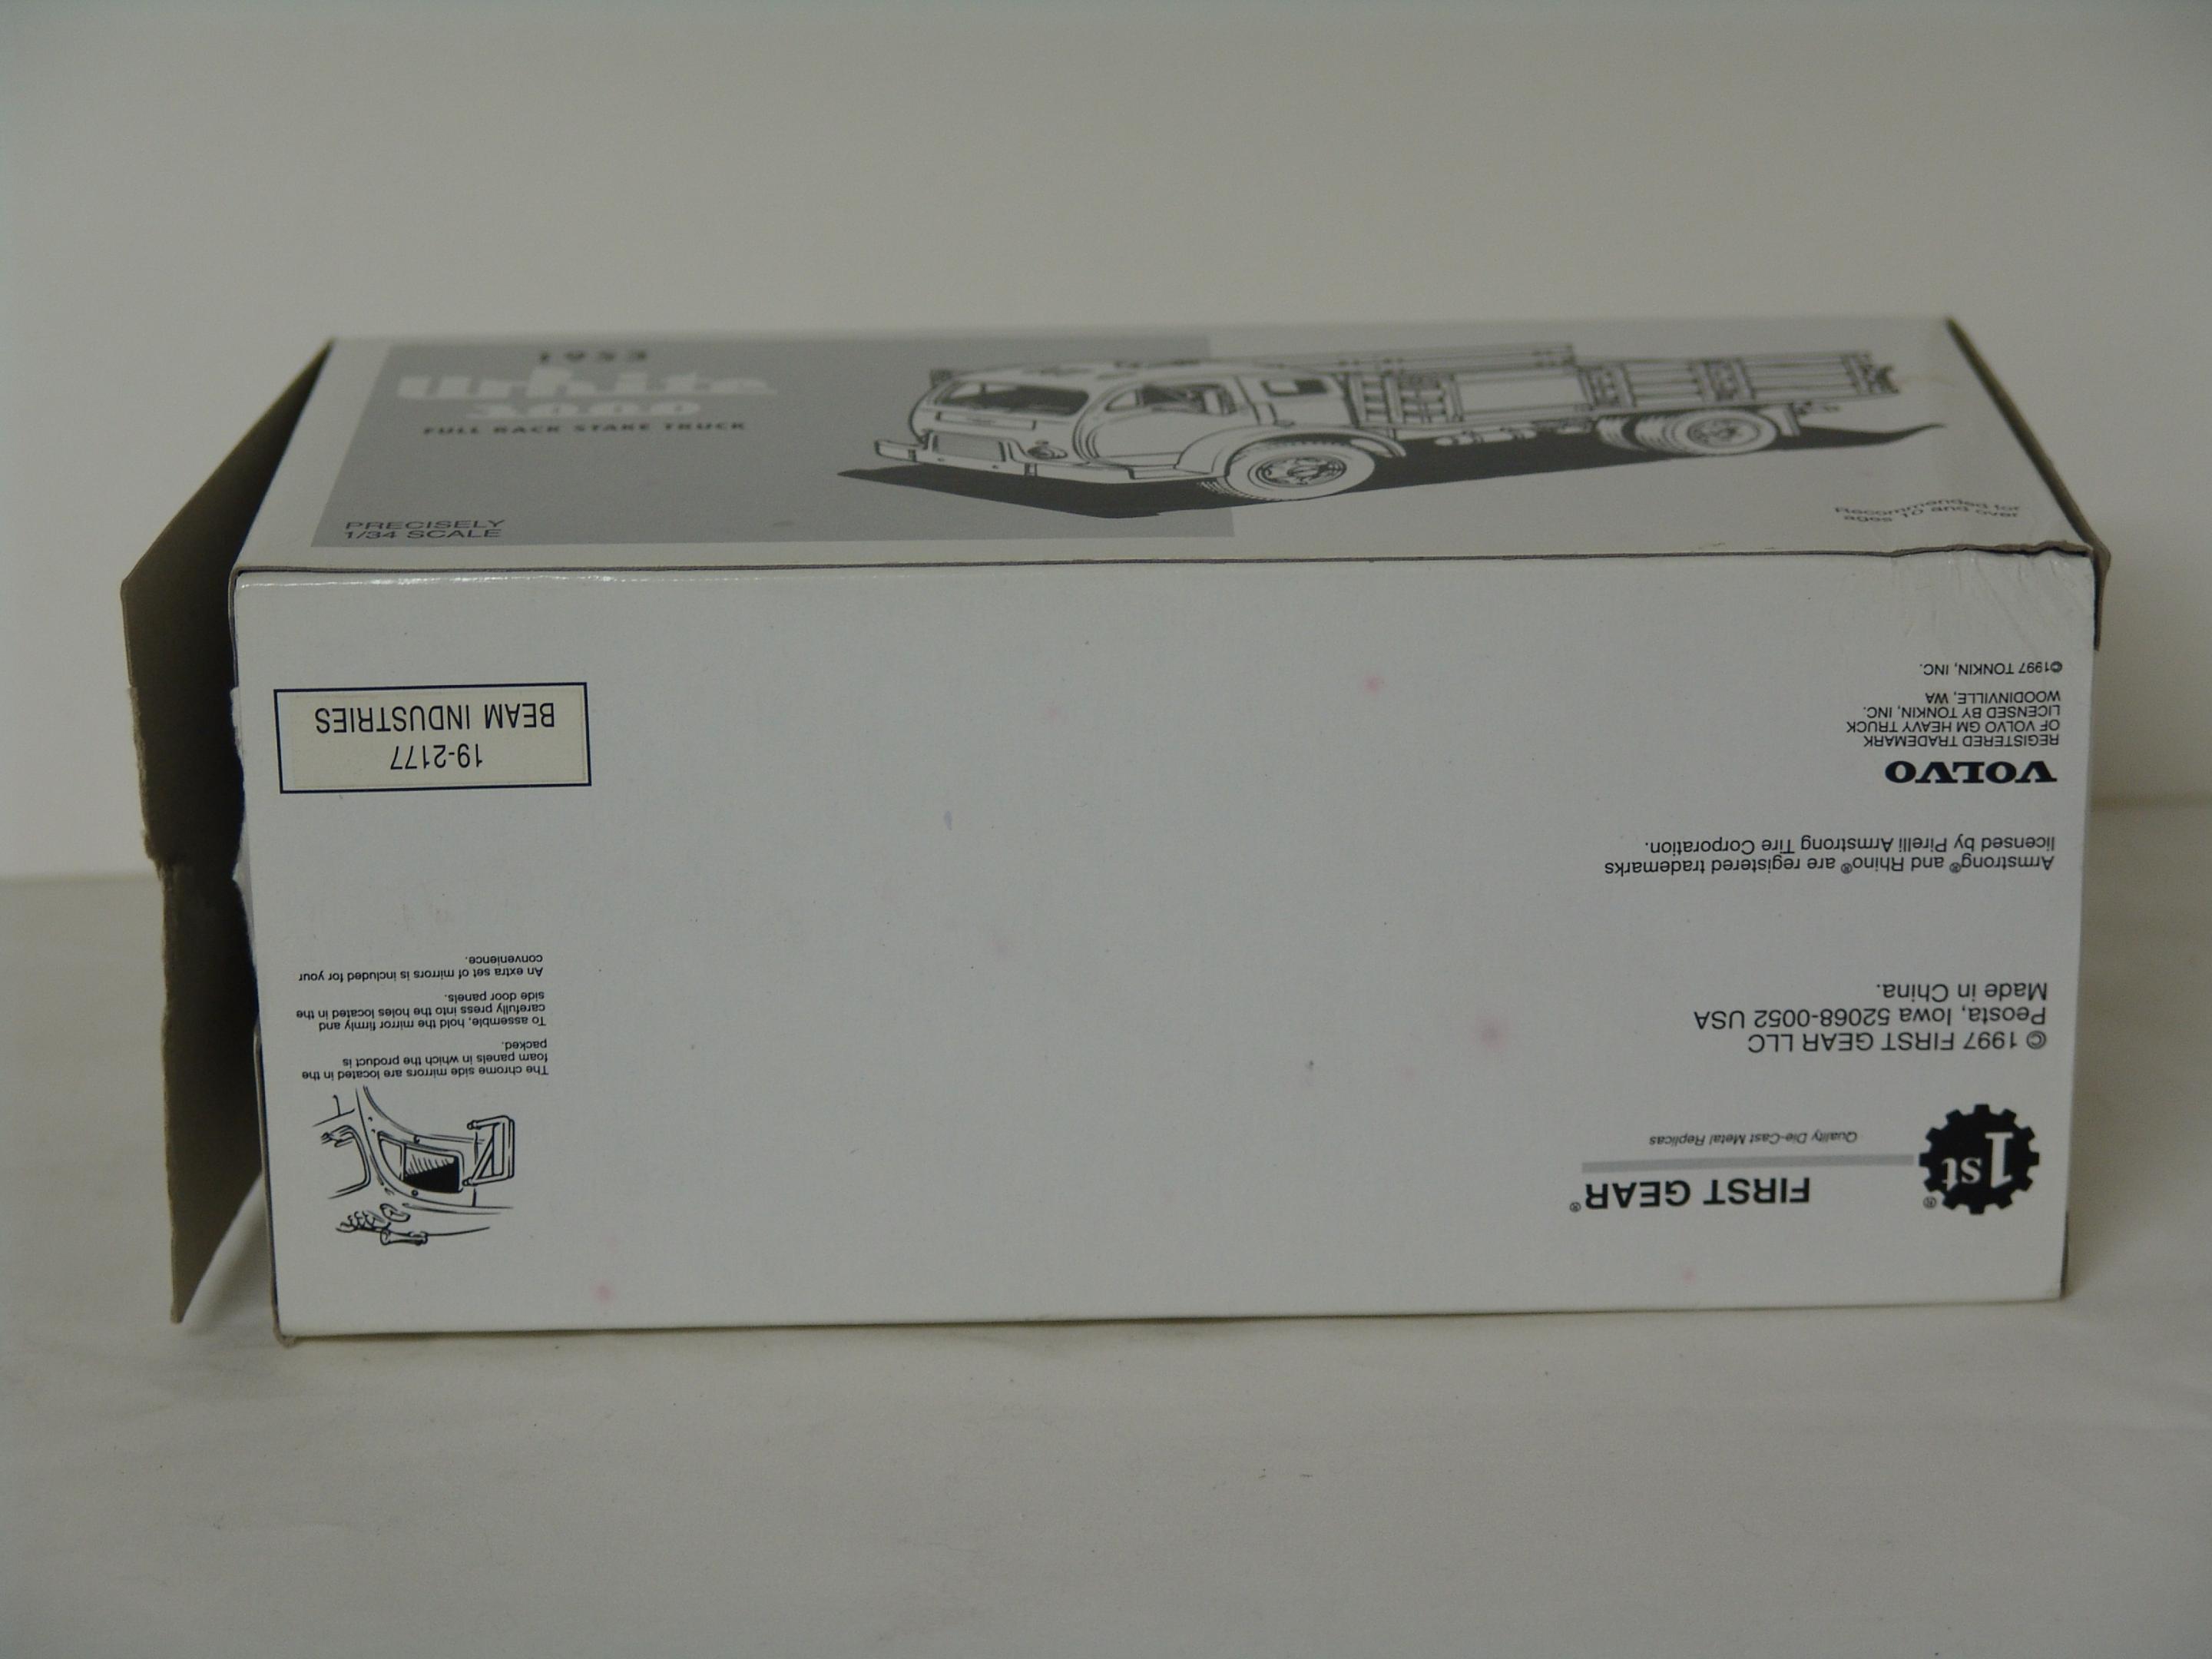 1953
White
3000
FULL RACK STAKE TRUCK
PRECISELY
1/34 SCALE
Recommended for
ages 10 and over
1st®
FIRST GEAR®
Quality Die-Cast Metal Replicas
© 1997 FIRST GEAR LLC
Peosta, Iowa 52068-0052 USA
Made in China.
Armstrong® and Rhino® are registered trademarks
licensed by Pirelli Armstrong Tire Corporation.
VOLVO
REGISTERED TRADEMARK
OF VOLVO GM HEAVY TRUCK
LICENSED BY TONKIN, INC.
WOODINVILLE, WA
©1997 TONKIN, INC.
The chrome side mirrors are located in the
foam panels in which the product is
packed.
To assemble, hold the mirror firmly and
carefully press into the holes located in the
side door panels.
An extra set of mirrors is included for your
convenience.
19-2177
BEAM INDUSTRIES